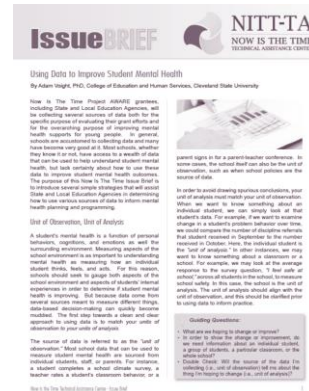 Issue BRIEF
NITT-TA
NOW IS THE TIME
TECHNICAL ASSISTANCE CENTER
Using Data to Improve Student Mental Health
By Adam Voight, PhD, College of Education and Human Services, Cleveland State University
Now Is The Time Project AWARE grantees,
including State and Local Education Agencies, will
be collecting several sources of data both for the
specific purpose of evaluating their grant efforts and
for the overarching purpose of improving mental
health supports for young people. In general,
schools are accustomed to collecting data and many
have become very good at it. Most schools, whether
they know it or not, have access to a wealth of data
that can be used to help understand student mental
health, but lack certainty about how to use these
data to improve student mental health outcomes.
The purpose of this Now Is The Time Issue Brief is
to introduce several simple strategies that will assist
State and Local Education Agencies in determining
how to use various sources of data to inform mental
health planning and programming.
Unit of Observation, Unit of Analysis
A student's mental health is a function of personal
behaviors, cognitions, and emotions as well the
surrounding environment. Measuring aspects of the
school environment is as important to understanding
mental health as measuring how an individual
student thinks, feels, and acts. For this reason,
schools should seek to gauge both aspects of the
school environment and aspects of students' internal
experiences in order to determine if student mental
health is improving. But because data come from
several sources meant to measure different things,
data-based decision-making can quickly become
muddled. The first step towards a clean and clear
approach to using data is to match your units of
observation to your units of analysis.
The source of data is referred to as the "unit of
observation." Most school data that can be used to
measure student mental health are sourced from
individual students, staff, or parents. For instance,
a student completes a school climate survey, a
teacher rates a student's classroom behavior, or a
parent signs in for a parent-teacher conference. In
some cases, the school itself can also be the unit of
observation, such as when school policies are the
source of data.
In order to avoid drawing spurious conclusions, your
unit of analysis must match your unit of observation.
When we want to know something about an
individual student, we can simply look at that
student's data. For example, if we want to examine
change in a student's problem behavior over time,
we could compare the number of discipline referrals
that student received in September to the number
received in October. Here, the individual student is
the "unit of analysis." In other instances, we may
want to know something about a classroom or a
school. For example, we may look at the average
response to the survey question, "I feel safe at
school," across all students in the school, to measure
school safety. In this case, the school is the unit of
analysis. The unit of analysis should align with the
unit of observation, and this should be clarified prior
to using data to inform practice.
Guiding Questions:
- What are we hoping to change or improve?
- In order to show the change or improvement, do
we need information about an individual student,
a group of students, a particular classroom, or the
whole school?
- Double Check: Will the source of the data I'm
collecting (i.e., unit of observation) tell me about the
thing I'm hoping to change (i.e., unit of analysis)?
Now Is The Time Technical Assistance Center - Issue Brief
1